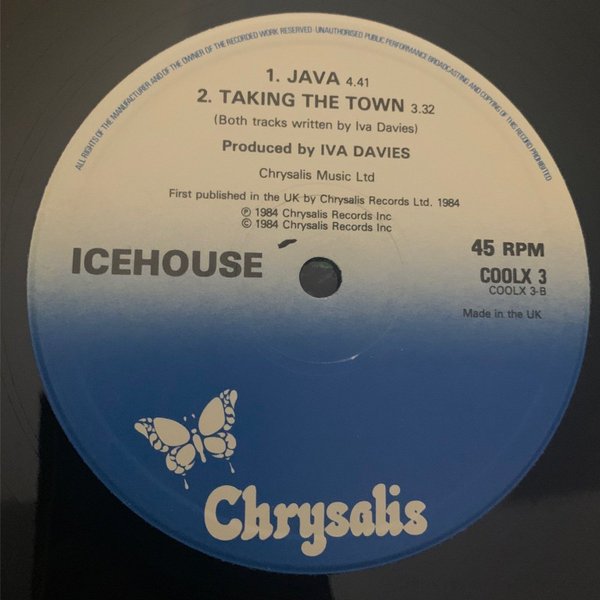 ALL RIGHTS OF THE MANUFACTURER AND OF THE OWNER OF THE RECORDED WORK RESERVED UNAUTHORISED PUBLIC PERFORMANCE BROADCASTING AND COPYING OF THIS RECORD PROHIBITED
1. JAVA 4.41
2. TAKING THE TOWN 3.32
(Both tracks written by Iva Davies)
Produced by IVA DAVIES
Chrysalis Music Ltd
First published in the UK by Chrysalis Records Ltd. 1984
℗ 1984 Chrysalis Records Inc
© 1984 Chrysalis Records Inc
ICEHOUSE
45 RPM
COOLX 3
COOLX 3-B
Made in the UK
Chrysalis